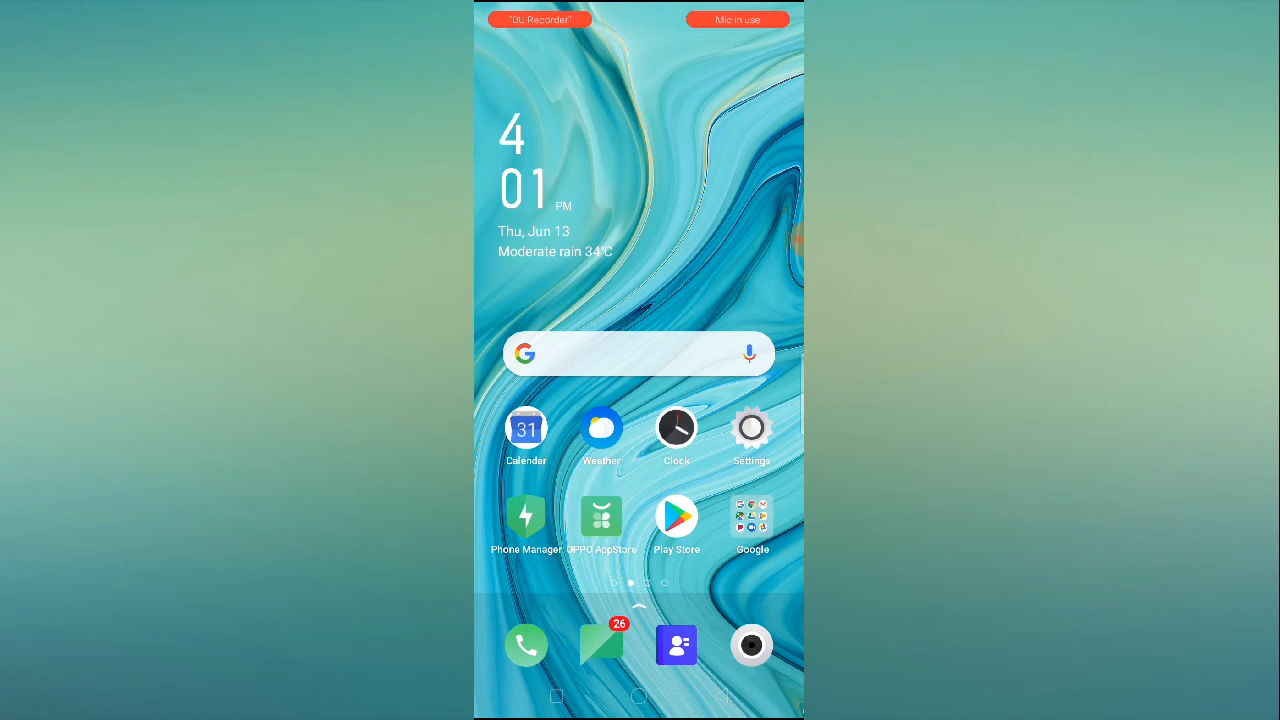 "DU Recorder"
Mic in use
4
01 PM
Thu, Jun 13
Moderate rain 34°C
31
Calender
Weather
Clock
Settings
Phone Manager
OPPO AppStore
Play Store
Google
26